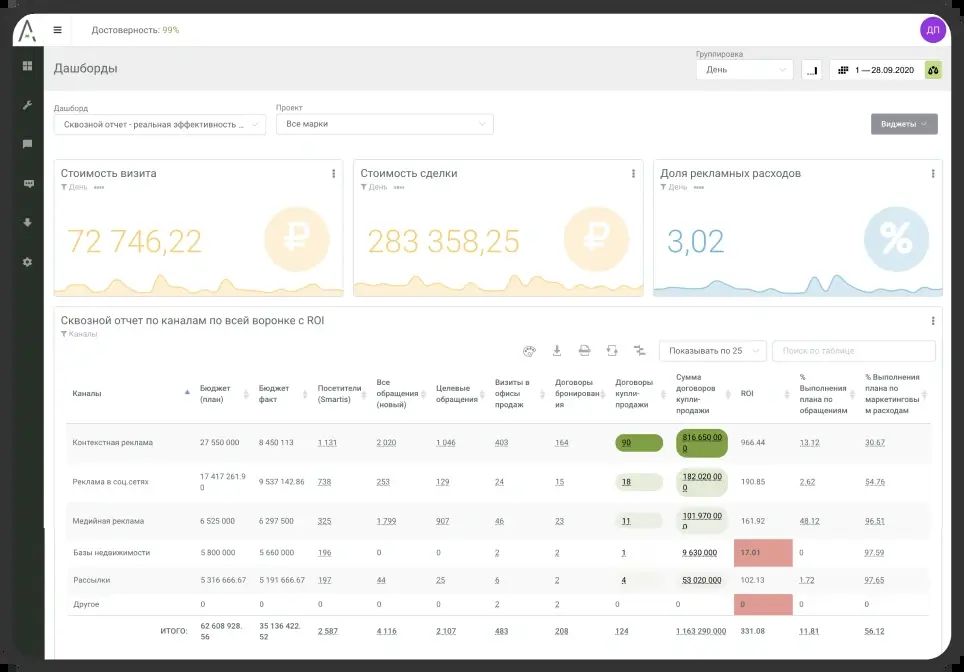 Достоверность: 99%
ДП
Дашборды
Группировка
День
1 — 28.09.2020
Дашборд
Сквозной отчет - реальная эффективность ...
Проект
Все марки
Виджеты
Стоимость визита
День
72 746,22
Стоимость сделки
День
283 358,25
Доля рекламных расходов
День
3,02
%
Сквозной отчет по каналам по всей воронке с ROI
Каналы
Показывать по 25
Поиск по таблице
Каналы
Бюджет
(план)
Бюджет
факт
Посетители
(Smartis)
Все
обращения
(новый)
Целевые
обращения
Визиты в
офисы
продаж
Договоры
бронирован
ия
Договоры
купли-
продажи
Сумма
договоров
купли-
продажи
ROI
%
Выполнения
плана по
обращениям
% Выполнения
плана по
маркетинговы
м расходам
Контекстная реклама 27 550 000 8 450 113 1 131 2 020 1 046 403 164 90 816 650 00
0 966.44 13.12 30.67
Реклама в соц.сетях 17 417 261.9
0 9 537 142.86 738 253 129 24 15 18 182 020 00
0 190.85 2.62 54.76
Медийная реклама 6 525 000 6 297 500 325 1 799 907 46 23 11 101 970 00
0 161.92 48.12 96.51
Базы недвижимости 5 800 000 5 660 000 196 0 0 2 2 1 9 630 000 17.01 0 97.59
Рассылки 5 316 666.67 5 191 666.67 197 44 25 6 2 4 53 020 000 102.13 1.72 97.65
Другое 0 0 0 0 0 2 2 0 0 0 0 0
ИТОГО: 62 608 928.
56 35 136 422.
52 2 587 4 116 2 107 483 208 124 1 163 290 000 331.08 11.81 56.12